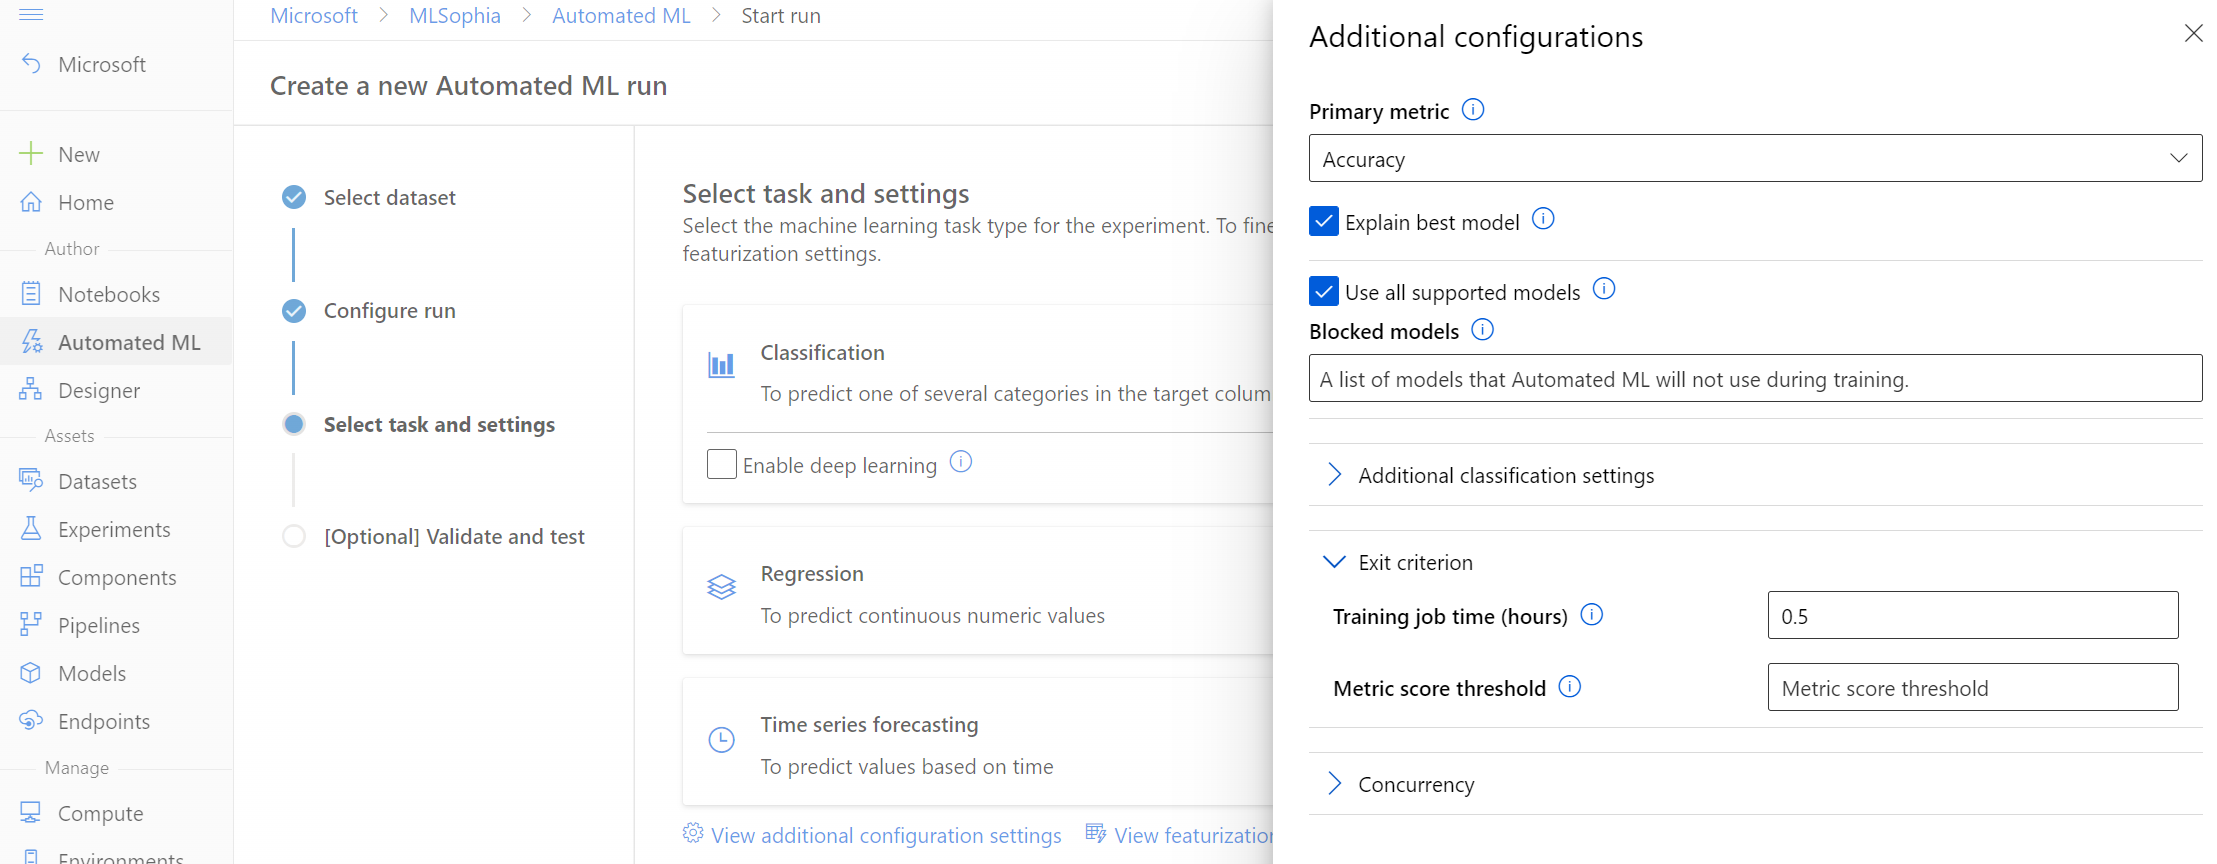 Microsoft > MLSophia > Automated ML > Start run
Microsoft
New
Home
Author
Notebooks
Automated ML
Designer
Assets
Datasets
Experiments
Components
Pipelines
Models
Endpoints
Manage
Compute
Environments
Create a new Automated ML run
Select dataset
Configure run
Select task and settings
[Optional] Validate and test
Select task and settings
Select the machine learning task type for the experiment. To fine
featurization settings.
Classification
To predict one of several categories in the target colum
Enable deep learning
Regression
To predict continuous numeric values
Time series forecasting
To predict values based on time
View additional configuration settings View featurization
Additional configurations
Primary metric
Accuracy
Explain best model
Use all supported models
Blocked models
A list of models that Automated ML will not use during training.
Additional classification settings
Exit criterion
Training job time (hours) 0.5
Metric score threshold Metric score threshold
Concurrency